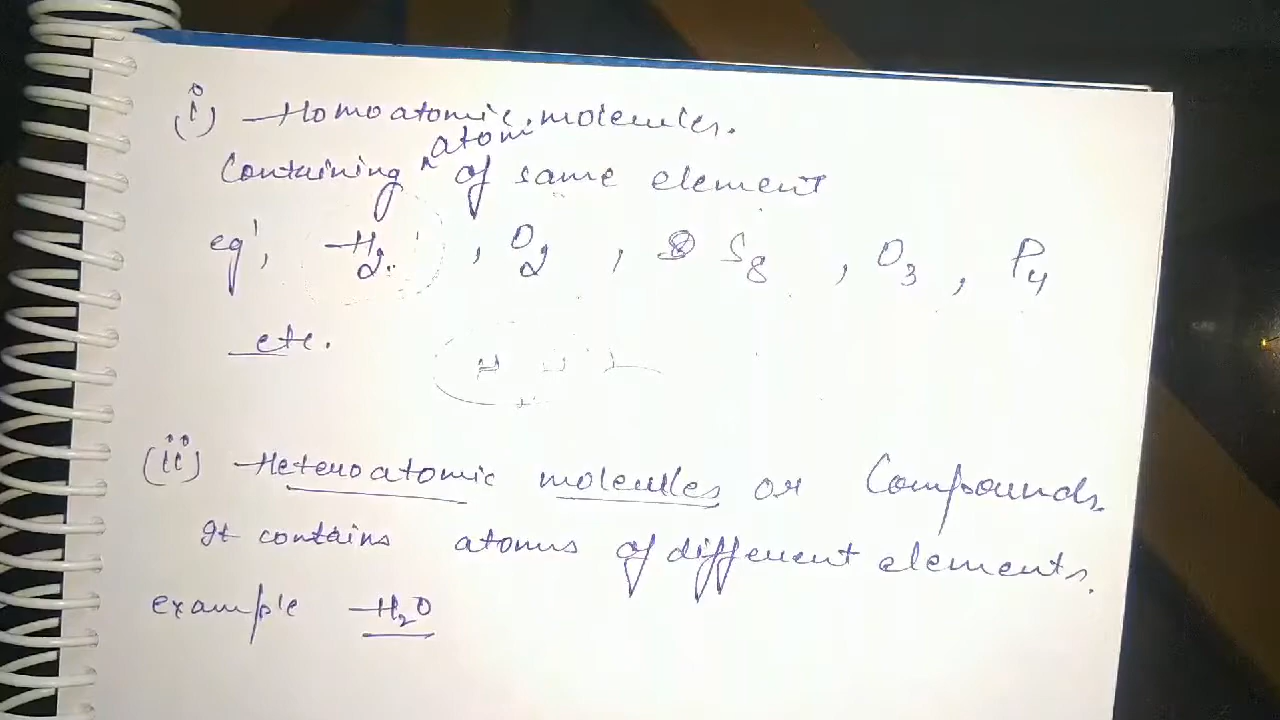 (i) Homoatomic molecules.
Containing ^atom of same element
eg', H2 , O2 , S8 , O3 , P4
etc.
(ii) Heteroatomic molecules or Compounds.
It contains atoms of different elements.
example H2O